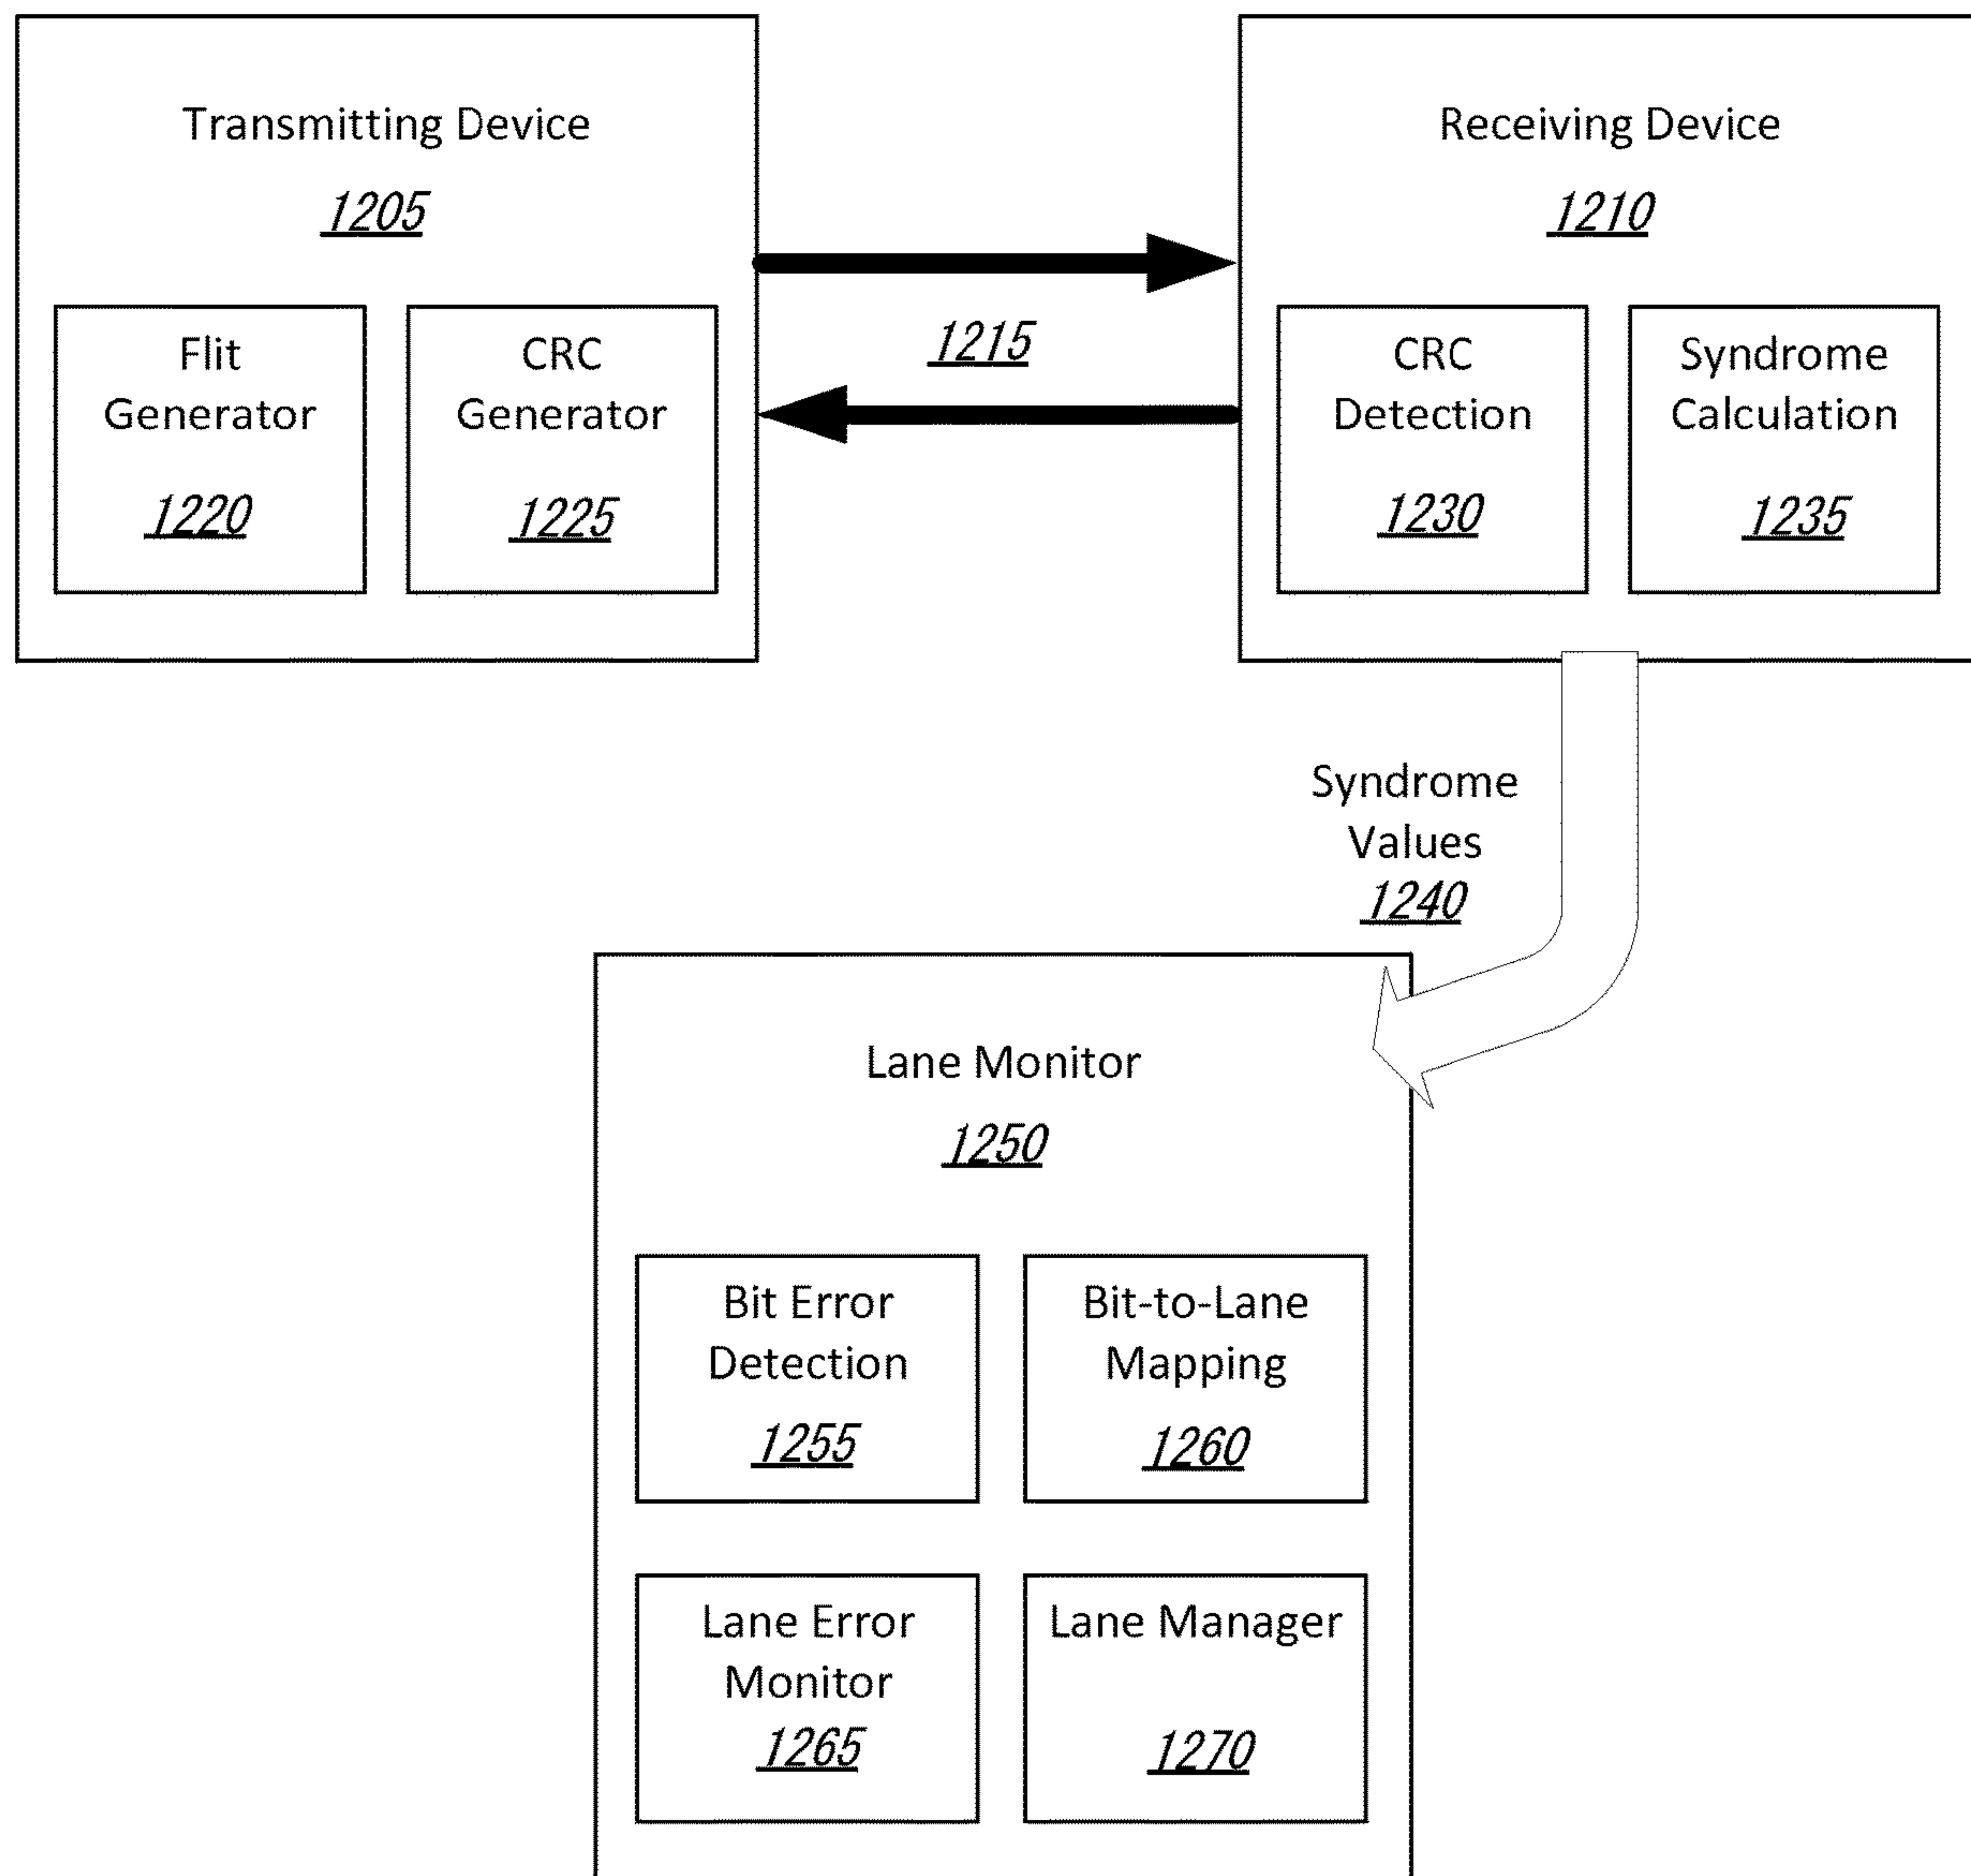 Transmitting Device
1205
Flit
Generator
1220
CRC
Generator
1225
1215
Receiving Device
1210
CRC
Detection
1230
Syndrome
Calculation
1235
Syndrome
Values
1240
Lane Monitor
1250
Bit Error
Detection
1255
Bit-to-Lane
Mapping
1260
Lane Error
Monitor
1265
Lane Manager
1270